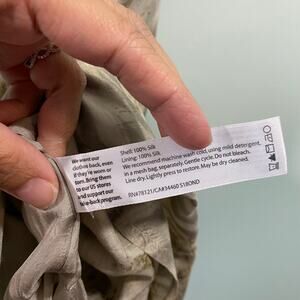 We want our
clothes back, even
if they're worn or
torn. Bring them
to our US stores
and support our
take-back program.
Shell: 100% Silk
Lining: 100% Silk
We recommend machine wash cold, using mild detergent,
in a mesh bag, separately. Gentle cycle. Do not bleach.
Line dry. Lightly press to restore. May be dry cleaned.
RN#78121/CA#34460 S1BOND